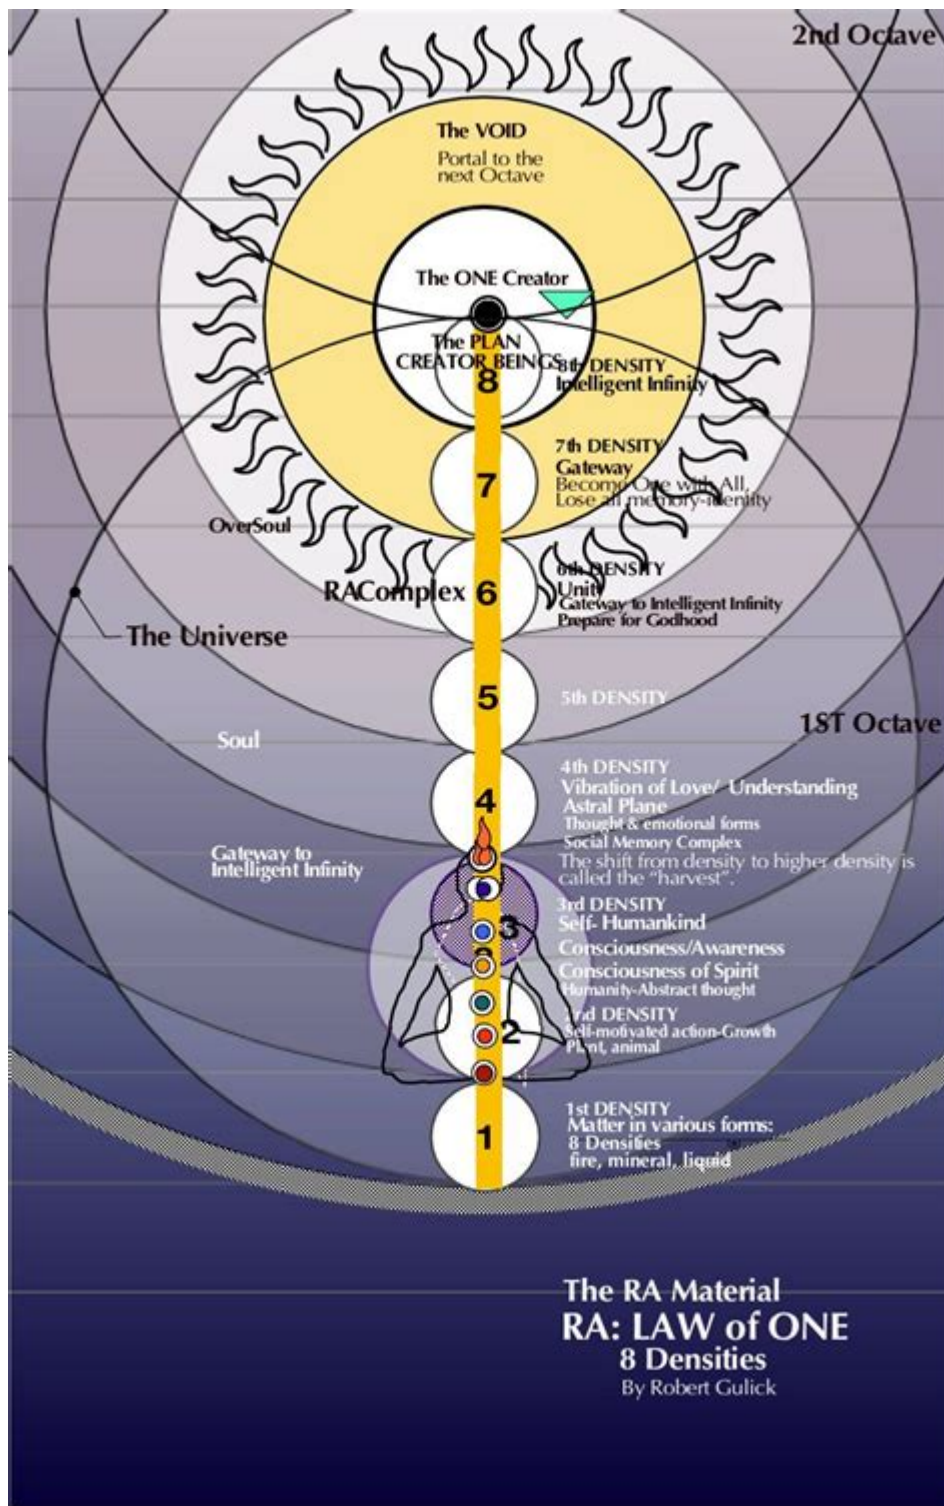 2nd Octave
The VOID
Portal to the
next Octave
The ONE Creator
The PLAN
CREATOR BEINGS
8
8th DENSITY
Intelligent Infinity
7
7th DENSITY
Gateway
Become One with All,
Lose all memory-identity
OverSoul
RAComplex
6
6th DENSITY
Unity
Gateway to Intelligent Infinity
Prepare for Godhood
The Universe
5
5th DENSITY
1ST Octave
Soul
4
4th DENSITY
Vibration of Love/ Understanding
Astral Plane
Thought & emotional forms
Social Memory Complex
The shift from density to higher density is
called the "harvest".
Gateway to
Intelligent Infinity
3
3rd DENSITY
Self- Humankind
Consciousness/Awareness
Consciousness of Spirit
Humanity-Abstract thought
2
2nd DENSITY
Self-motivated action-Growth
Plant, animal
1
1st DENSITY
Matter in various forms:
8 Densities
fire, mineral, liquid
The RA Material
RA: LAW of ONE
8 Densities
By Robert Gulick